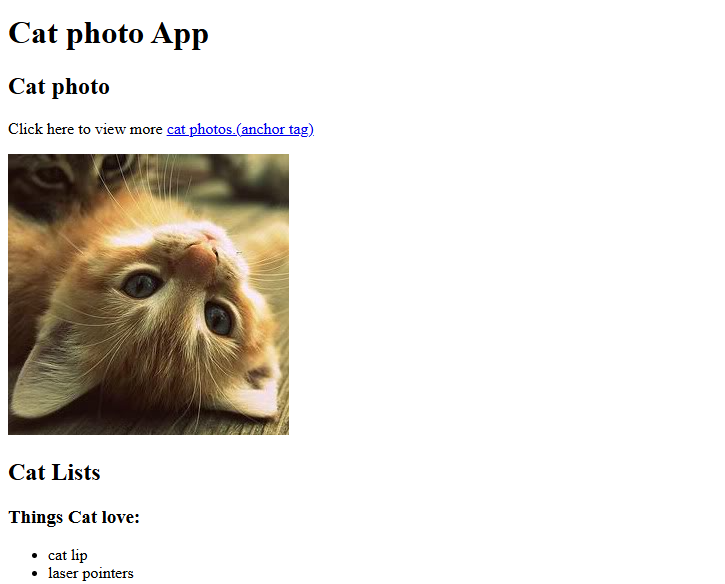 Cat photo App
Cat photo
Click here to view more cat photos.(anchor tag)
Cat Lists
Things Cat love:
cat lip
laser pointers